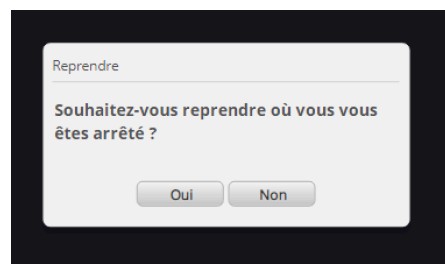 Reprendre
Souhaitez-vous reprendre où vous vous
êtes arrêté ?
Oui Non